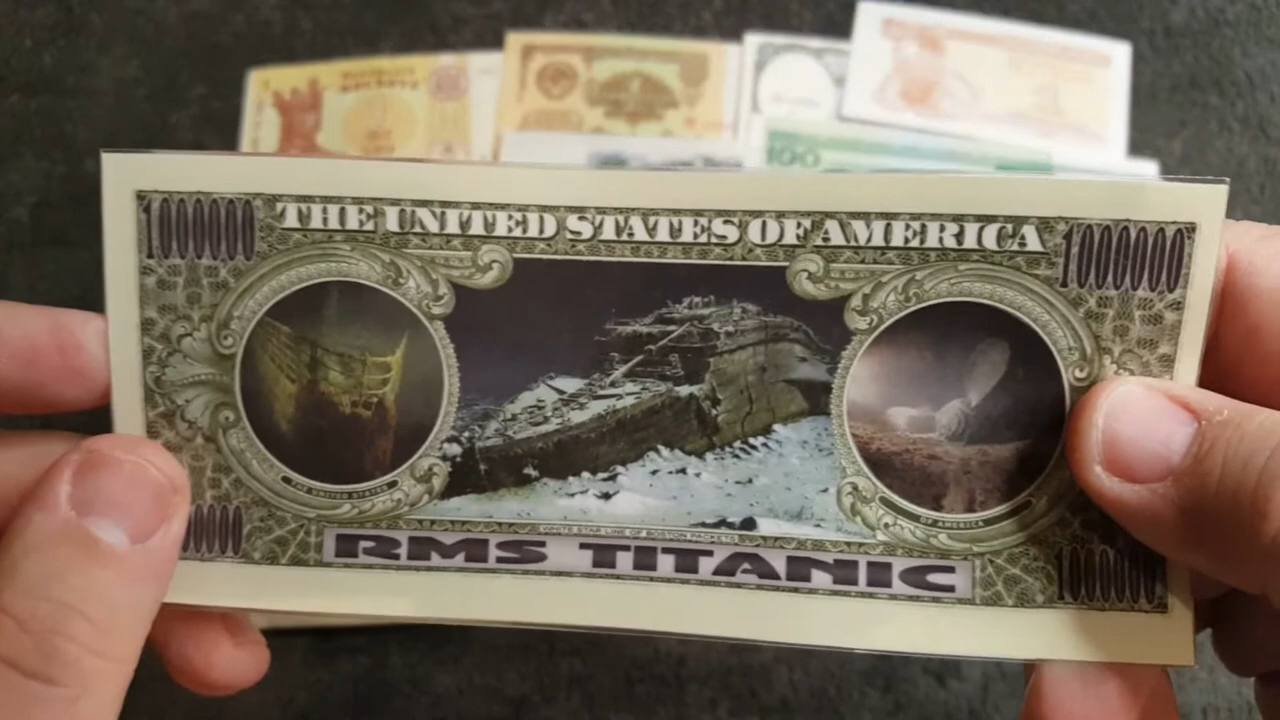 100
1000000
THE UNITED STATES OF AMERICA
1000000
THE UNITED STATES
OF AMERICA
WHITE STAR LINE OF BOSTON PACKETS
RMS TITANIC
1000000